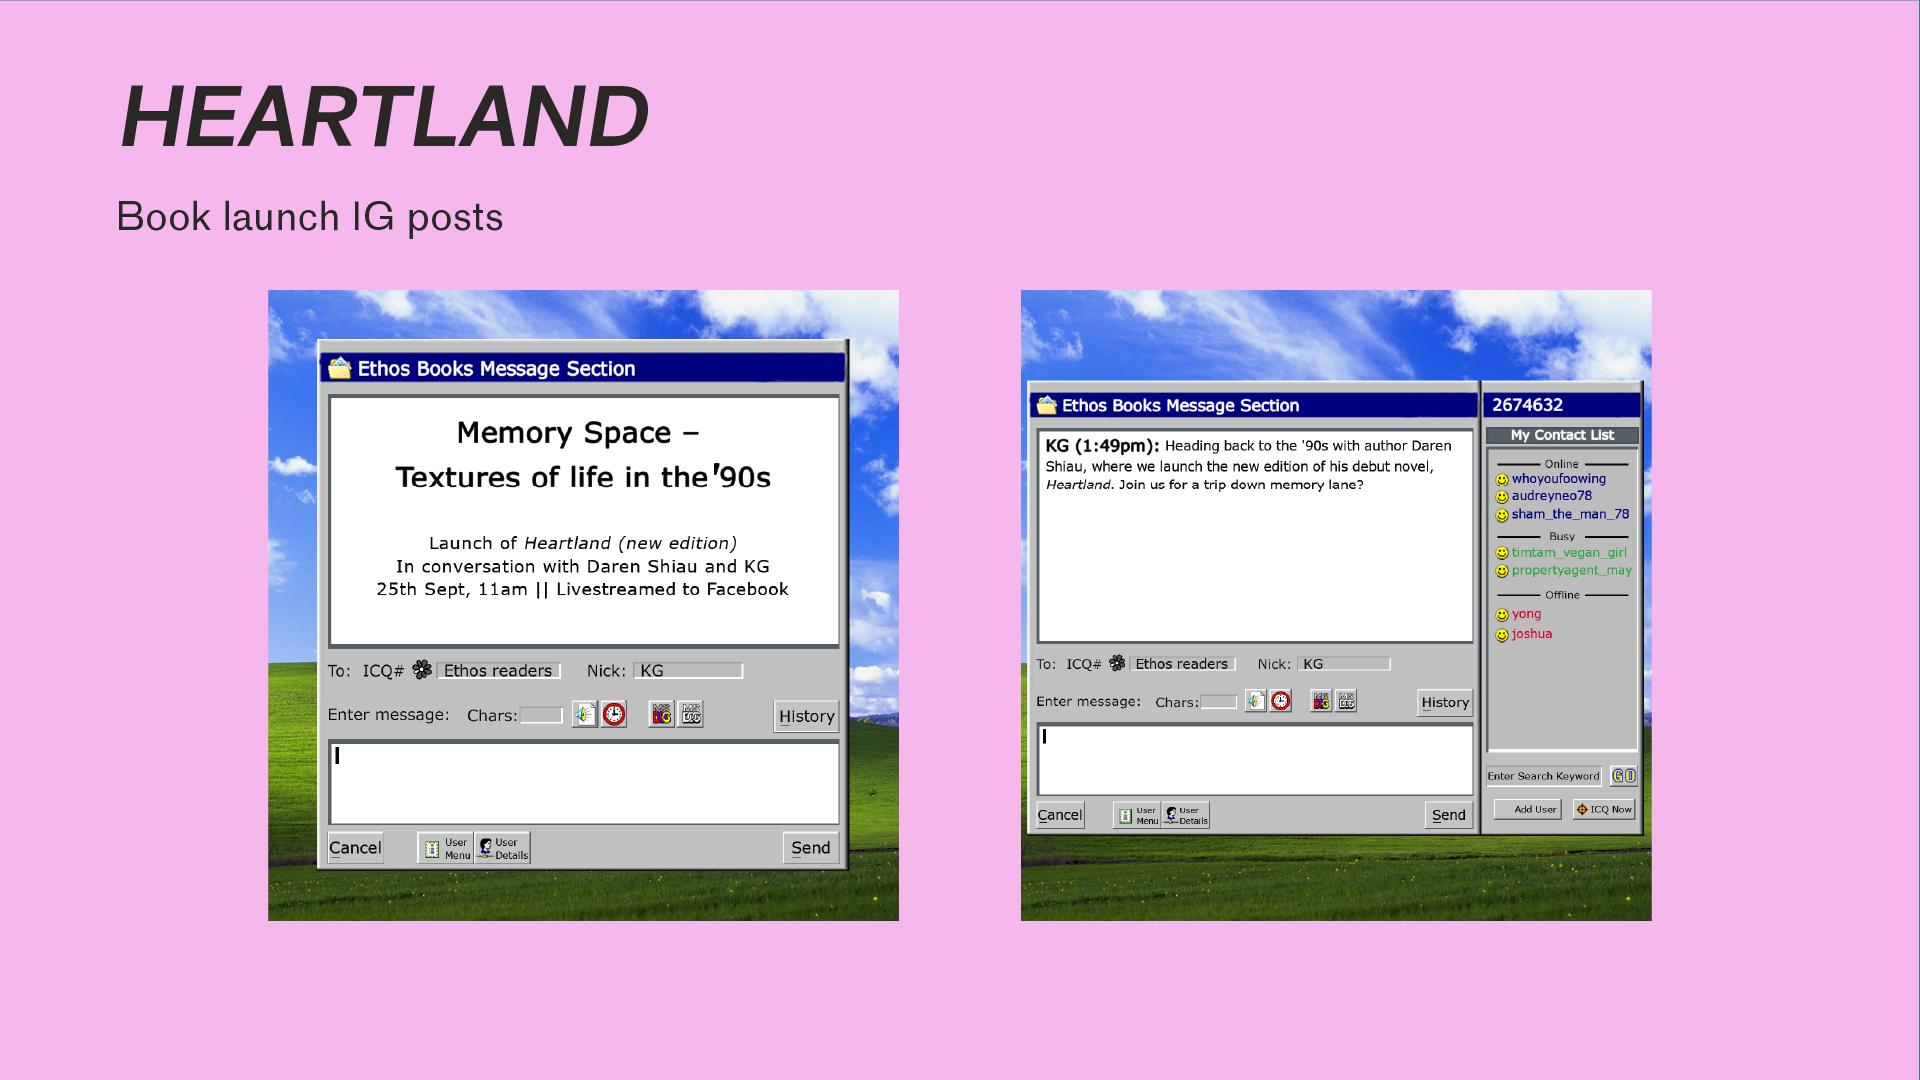 HEARTLAND
Book launch IG posts
Ethos Books Message Section
Memory Space –
Textures of life in the '90s
Launch of Heartland (new edition)
In conversation with Daren Shiau and KG
25th Sept, 11am || Livestreamed to Facebook
To: ICQ# Ethos readers Nick: KG
Enter message: Chars: History
Cancel User Menu User Details Send
Ethos Books Message Section
KG (1:49pm): Heading back to the '90s with author Daren
Shiau, where we launch the new edition of his debut novel,
Heartland. Join us for a trip down memory lane?
To: ICQ# Ethos readers Nick: KG
Enter message: Chars: History
Cancel User Menu User Details Send
2674632
My Contact List
Online
whoyoufoowing
audreyneo78
sham_the_man_78
Busy
timtam_vegan_girl
propertyagent_may
Offline
yong
joshua
Enter Search Keyword GO
Add User ICQ Now